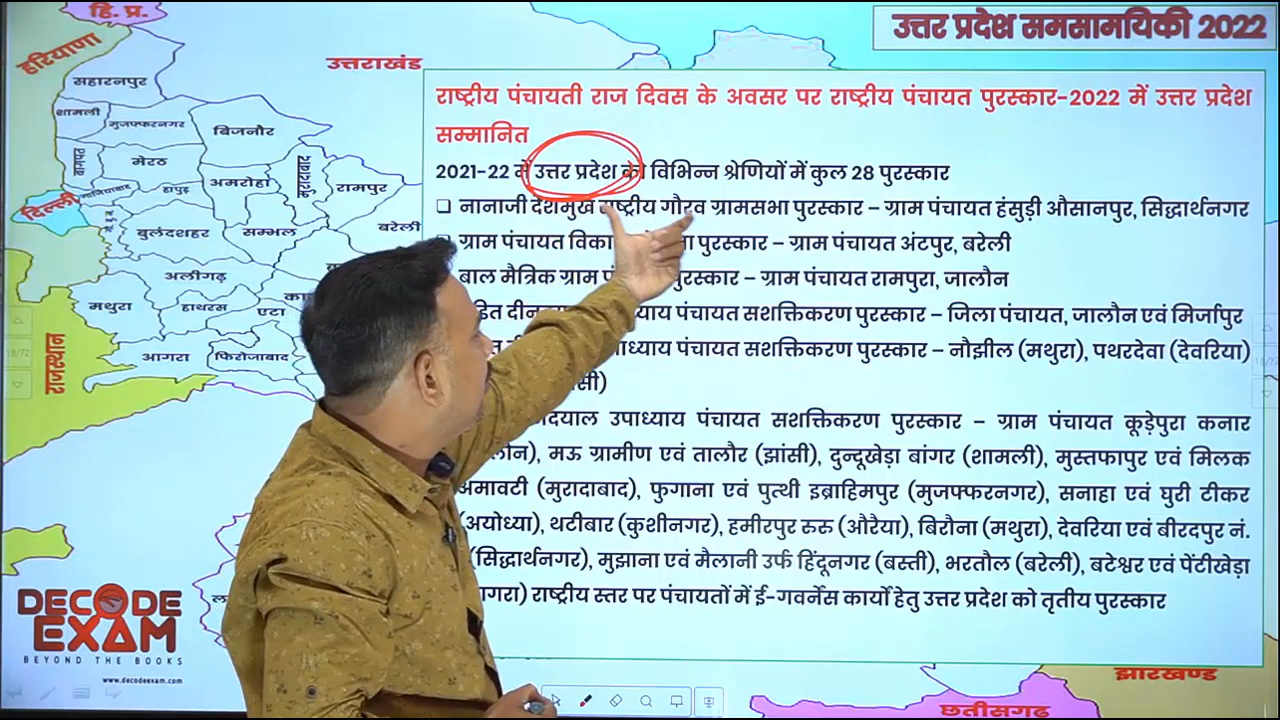 हि. प्र.
उत्तर प्रदेश समसामयिकी 2022
हरियाणा
उत्तराखंड
सहारनपुर
राष्ट्रीय पंचायती राज दिवस के अवसर पर राष्ट्रीय पंचायत पुरस्कार-2022 में उत्तर प्रदेश
सम्मानित
शामली
मुजफ्फरनगर
बिजनौर
बागपत
मेरठ
मुरादाबाद
2021-22 में उत्तर प्रदेश को विभिन्न श्रेणियों में कुल 28 पुरस्कार
गाजियाबाद
हापुड़
अमरोहा
रामपुर
दिल्ली
❑ नानाजी देशमुख राष्ट्रीय गौरव ग्रामसभा पुरस्कार – ग्राम पंचायत हंसुड़ी औसानपुर, सिद्धार्थनगर
बुलंदशहर
सम्भल
बरेली
ग्राम पंचायत पुरस्कार – ग्राम पंचायत अंटपुर, बरेली
अलीगढ़
बाल मैत्रिक ग्राम पुरस्कार – ग्राम पंचायत रामपुरा, जालौन
मथुरा
हाथरस
एटा
पंचायत सशक्तिकरण पुरस्कार – जिला पंचायत, जालौन एवं मिर्जापुर
राजस्थान
आगरा
फिरोजाबाद
पंचायत सशक्तिकरण पुरस्कार – नौझील (मथुरा), पथरदेवा (देवरिया)
18/72
उपाध्याय पंचायत सशक्तिकरण पुरस्कार – ग्राम पंचायत कूड़ेपुरा कनार
मऊ ग्रामीण एवं तालौर (झांसी), दुन्दूखेड़ा बांगर (शामली), मुस्तफापुर एवं मिलक
अमावटी (मुरादाबाद), फुगाना एवं पुत्थी इब्राहिमपुर (मुजफ्फरनगर), सनाहा एवं घुरी टीकर
(अयोध्या), थटीबार (कुशीनगर), हमीरपुर रुरु (औरैया), बिरौना (मथुरा), देवरिया एवं बीरदपुर नं.
(सिद्धार्थनगर), मुझाना एवं मैलानी उर्फ हिंदूनगर (बस्ती), भरतौल (बरेली), बटेश्वर एवं पेंटीखेड़ा
राष्ट्रीय स्तर पर पंचायतों में ई-गवर्नेंस कार्यों हेतु उत्तर प्रदेश को तृतीय पुरस्कार
DECODE
EXAM
BEYOND THE BOOKS
www.decodeexam.com
झारखण्ड
छत्तीसगढ़